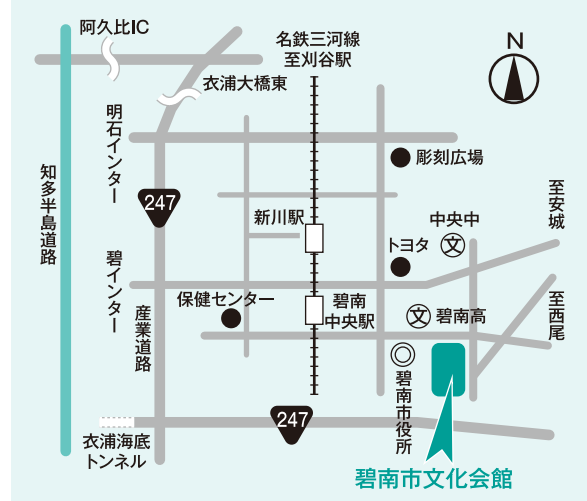 阿久比IC
名鉄三河線
至刈谷駅
N
衣浦大橋東
明石インター
彫刻広場
知多半島道路
247
至安城
新川駅
中央中
文
トヨタ
碧インター
至西尾
保健センター
碧南
中央駅
文
碧南高
産業道路
碧南市役所
247
衣浦海底
トンネル
碧南市文化会館